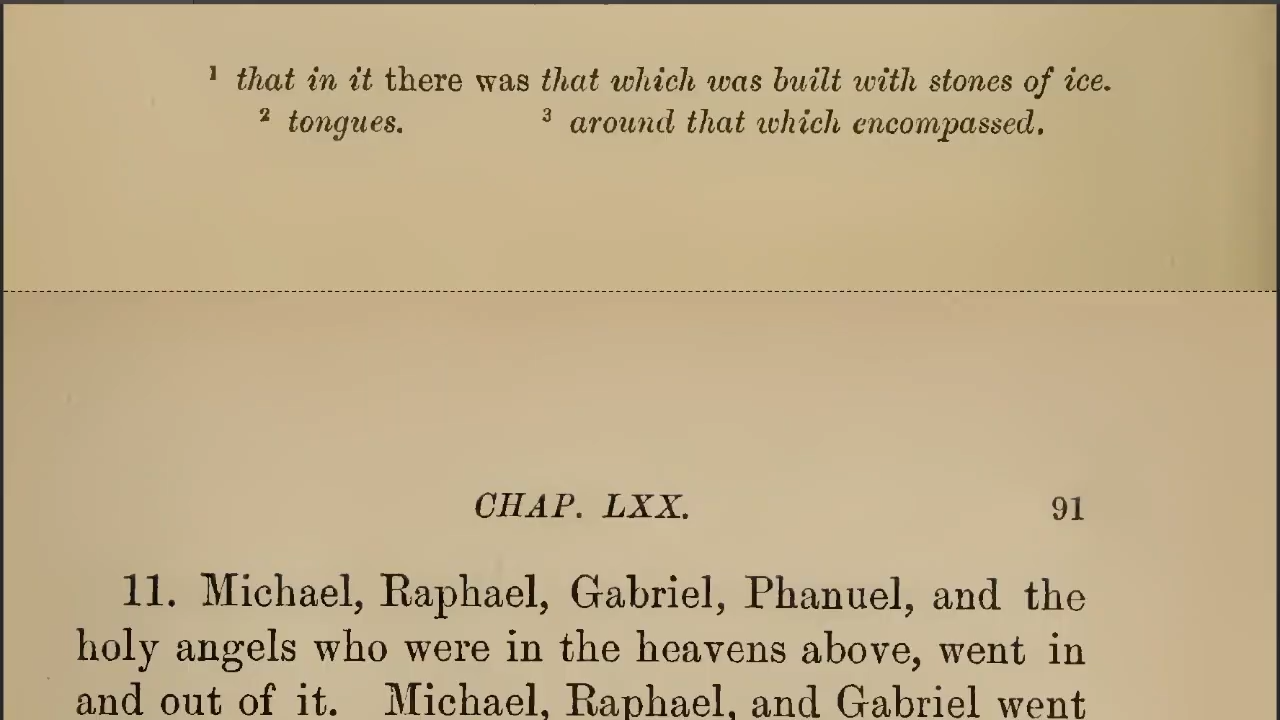 1 that in it there was that which was built with stones of ice.
2 tongues. 3 around that which encompassed.
CHAP. LXX. 91
11. Michael, Raphael, Gabriel, Phanuel, and the
holy angels who were in the heavens above, went in
and out of it. Michael, Raphael, and Gabriel went